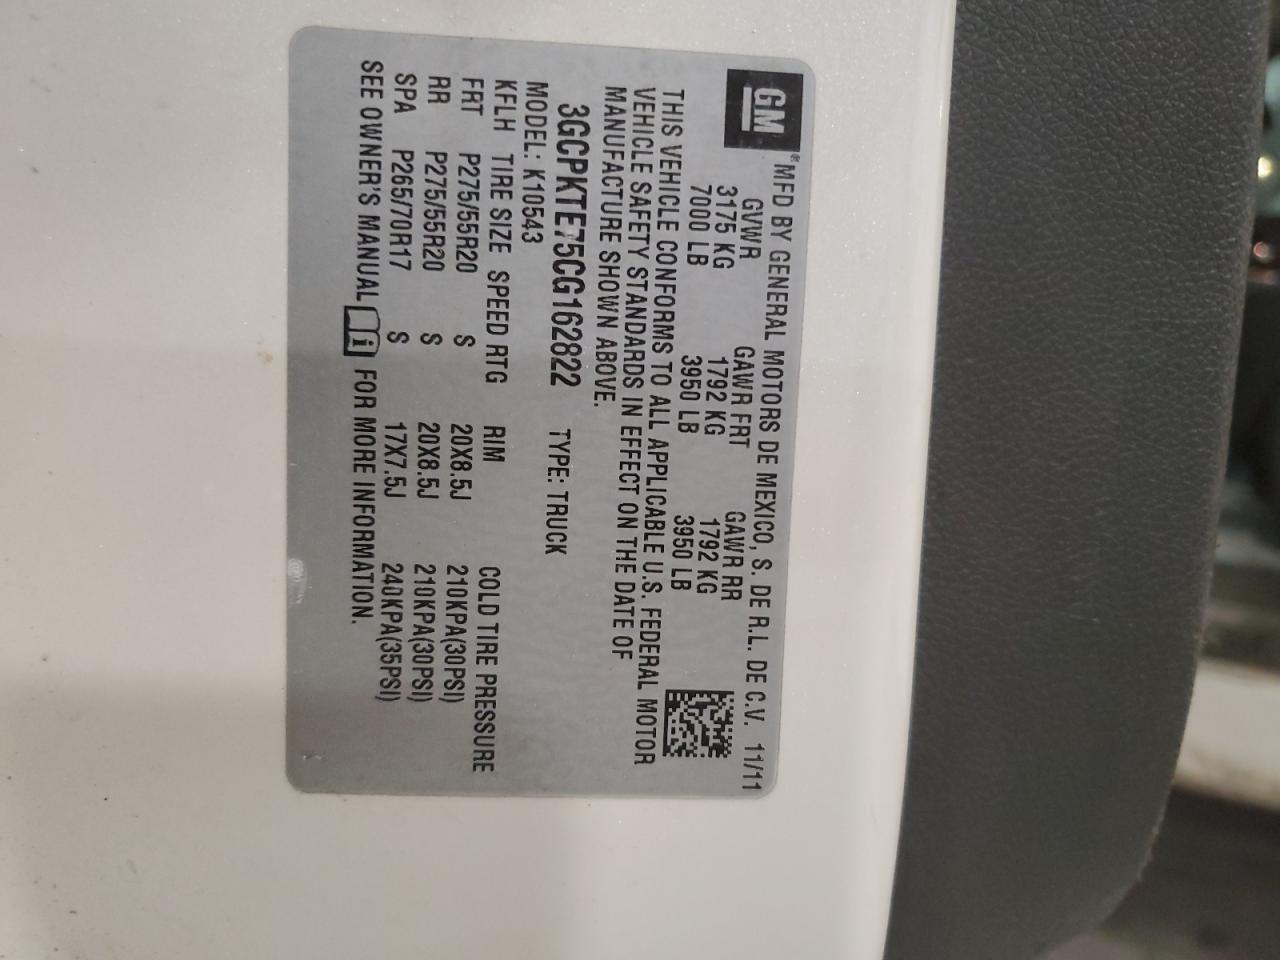 GM ® MFD BY GENERAL MOTORS DE MEXICO, S. DE R.L. DE C.V. 11/11
GVWR GAWR FRT GAWR RR
3175 KG 1792 KG 1792 KG
7000 LB 3950 LB 3950 LB
THIS VEHICLE CONFORMS TO ALL APPLICABLE U.S. FEDERAL MOTOR
VEHICLE SAFETY STANDARDS IN EFFECT ON THE DATE OF
MANUFACTURE SHOWN ABOVE.
3GCPKTE75CG162822 TYPE: TRUCK
MODEL: K10543
KFLH TIRE SIZE SPEED RTG RIM COLD TIRE PRESSURE
FRT P275/55R20 S 20X8.5J 210KPA(30PSI)
RR P275/55R20 S 20X8.5J 210KPA(30PSI)
SPA P265/70R17 S 17X7.5J 240KPA(35PSI)
SEE OWNER'S MANUAL i FOR MORE INFORMATION.